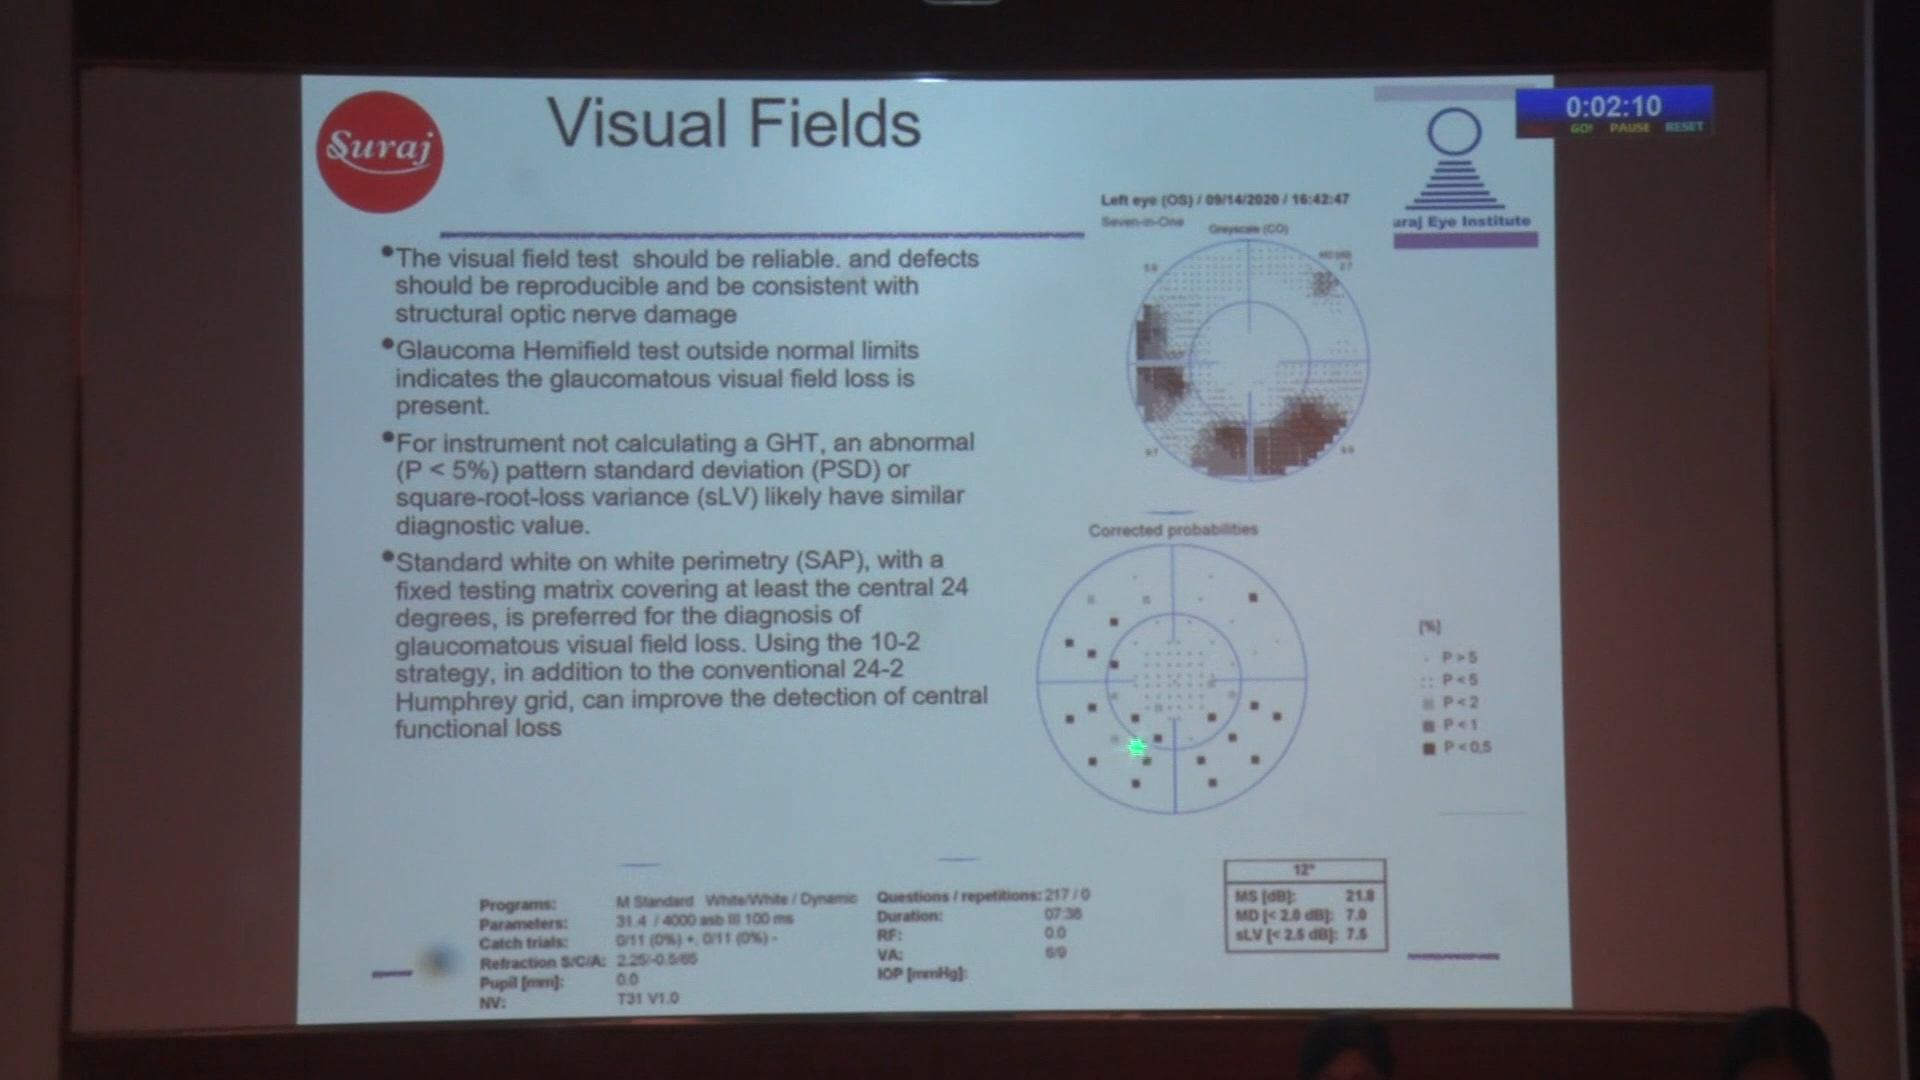 Suraj
Visual Fields
0:02:10
GO! PAUSE RESET
uraj Eye Institute
•The visual field test should be reliable. and defects
should be reproducible and be consistent with
structural optic nerve damage
•Glaucoma Hemifield test outside normal limits
indicates the glaucomatous visual field loss is
present.
•For instrument not calculating a GHT, an abnormal
(P < 5%) pattern standard deviation (PSD) or
square-root-loss variance (sLV) likely have similar
diagnostic value.
•Standard white on white perimetry (SAP), with a
fixed testing matrix covering at least the central 24
degrees, is preferred for the diagnosis of
glaucomatous visual field loss. Using the 10-2
strategy, in addition to the conventional 24-2
Humphrey grid, can improve the detection of central
functional loss
Left eye (OS) / 09/14/2020 / 16:42:47
Seven-in-One
Greyscale (CO)
Corrected probabilities
[%]
P > 5
P < 5
P < 2
P < 1
P < 0.5
Programs: M Standard White/White / Dynamic
Parameters: 31.4 / 4000 asb III 100 ms
Catch trials: 0/11 (0%) +, 0/11 (0%) -
Refraction S/C/A: 2.25/-0.5/65
Pupil [mm]: 0.0
NV: T31 V1.0
Questions / repetitions: 217 / 0
Duration: 07:36
RF: 0.0
VA: 6/9
IOP [mmHg]:
12°
MS [dB]: 21.8
MD [< 2.0 dB]: 7.0
sLV [< 2.5 dB]: 7.5